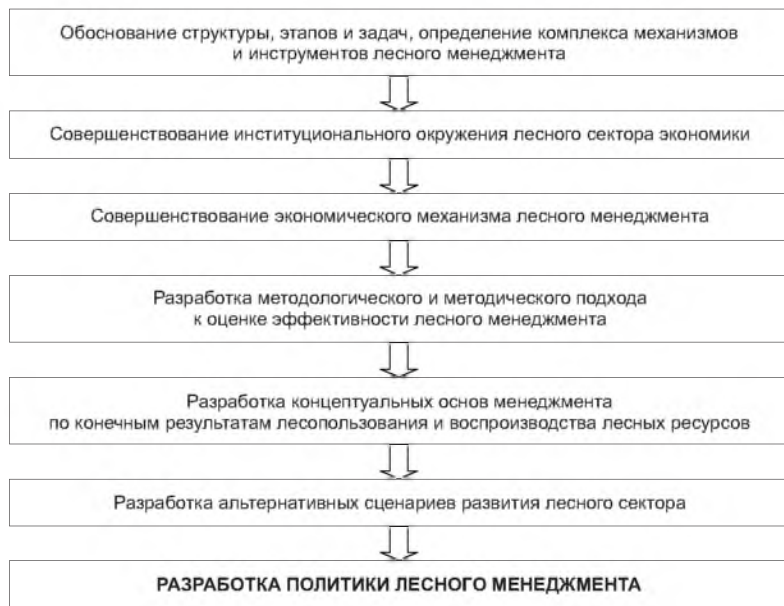 Обоснование структуры, этапов и задач, определение комплекса механизмов
и инструментов лесного менеджмента
Совершенствование институционального окружения лесного сектора экономики
Совершенствование экономического механизма лесного менеджмента
Разработка методологического и методического подхода
к оценке эффективности лесного менеджмента
Разработка концептуальных основ менеджмента
по конечным результатам лесопользования и воспроизводства лесных ресурсов
Разработка альтернативных сценариев развития лесного сектора
РАЗРАБОТКА ПОЛИТИКИ ЛЕСНОГО МЕНЕДЖМЕНТА